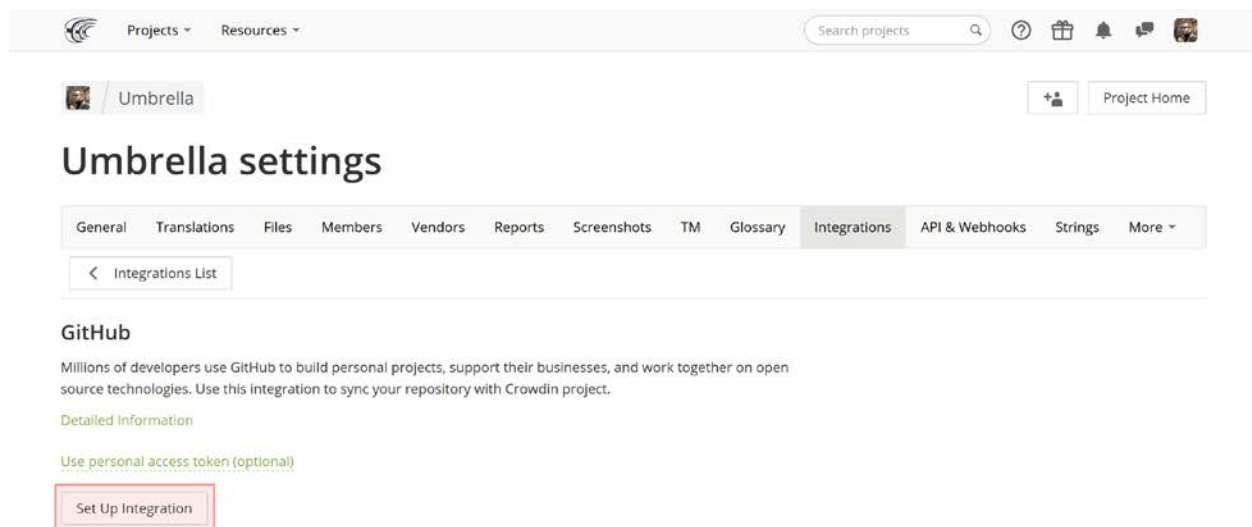 Projects Resources Search projects
Umbrella Project Home
Umbrella settings
General Translations Files Members Vendors Reports Screenshots TM Glossary Integrations API & Webhooks Strings More
Integrations List
GitHub
Millions of developers use GitHub to build personal projects, support their businesses, and work together on open
source technologies. Use this integration to sync your repository with Crowdin project.
Detailed Information
Use personal access token (optional)
Set Up Integration